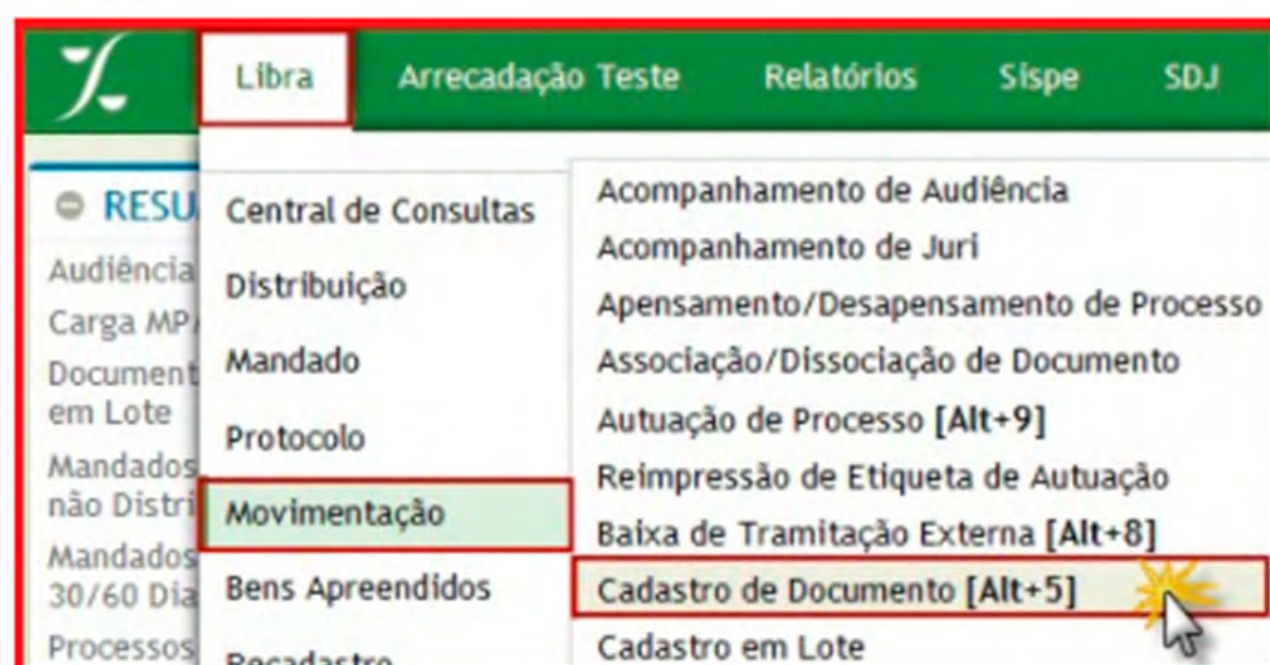 Libra Arrecadação Teste Relatórios Sispe SDJ
RESU
Audiência
Carga MP/
Document
em Lote
Mandados
não Distri
Mandados
30/60 Dia
Processos
Central de Consultas
Distribuição
Mandado
Protocolo
Movimentação
Bens Apreendidos
Recadastro
Acompanhamento de Audiência
Acompanhamento de Juri
Apensamento/Desapensamento de Processo
Associação/Dissociação de Documento
Autuação de Processo [Alt+9]
Reimpressão de Etiqueta de Autuação
Baixa de Tramitação Externa [Alt+8]
Cadastro de Documento [Alt+5]
Cadastro em Lote